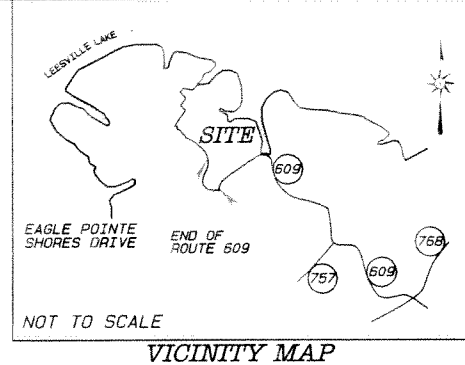 LEESVILLE LAKE
SITE
609
EAGLE POINTE
SHORES DRIVE
END OF
ROUTE 609
768
609
757
NOT TO SCALE
VICINITY MAP